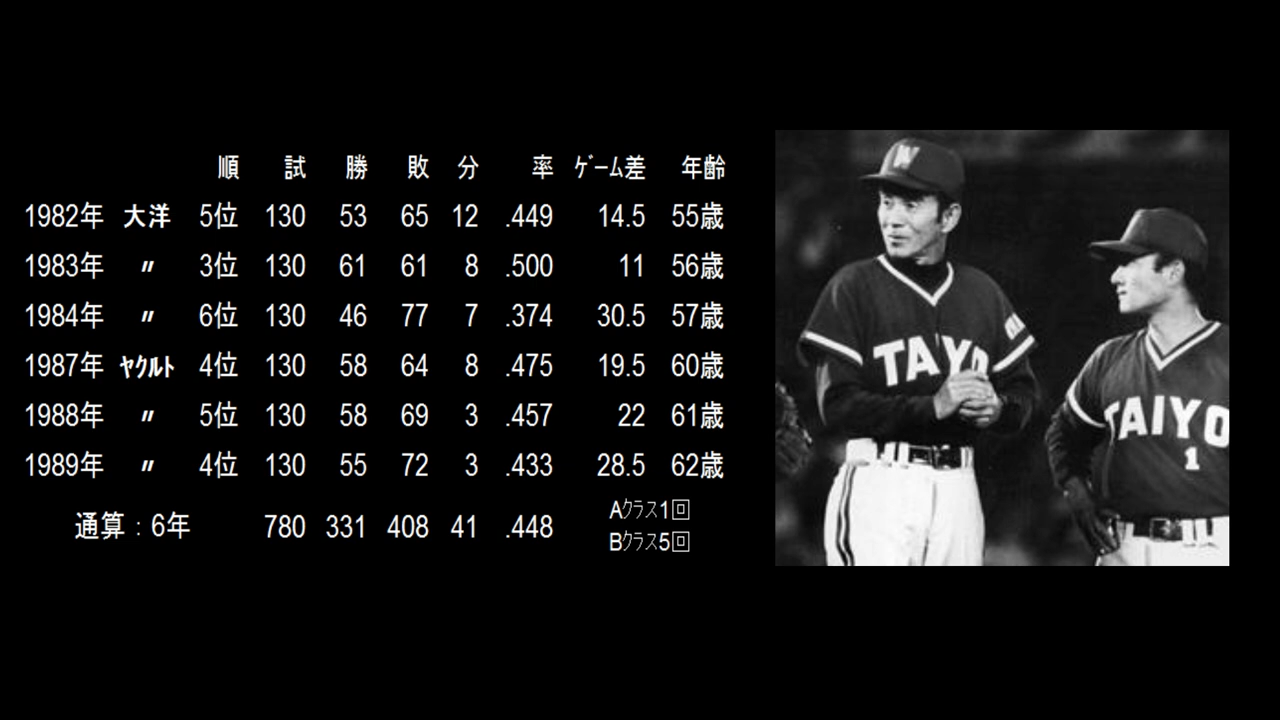 順 試 勝 敗 分 率 ｹﾞｰﾑ差 年齢
1982年 大洋 5位 130 53 65 12 .449 14.5 55歳
1983年 〃 3位 130 61 61 8 .500 11 56歳
1984年 〃 6位 130 46 77 7 .374 30.5 57歳
1987年 ﾔｸﾙﾄ 4位 130 58 64 8 .475 19.5 60歳
1988年 〃 5位 130 58 69 3 .457 22 61歳
1989年 〃 4位 130 55 72 3 .433 28.5 62歳
通算：6年 780 331 408 41 .448
Aｸﾗｽ1回
Bｸﾗｽ5回
W
TAIYO
TAIYO
1